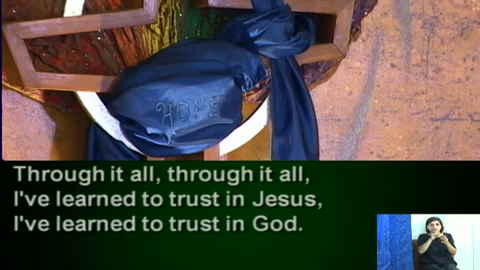 HOPE
Through it all, through it all,
I've learned to trust in Jesus,
I've learned to trust in God.